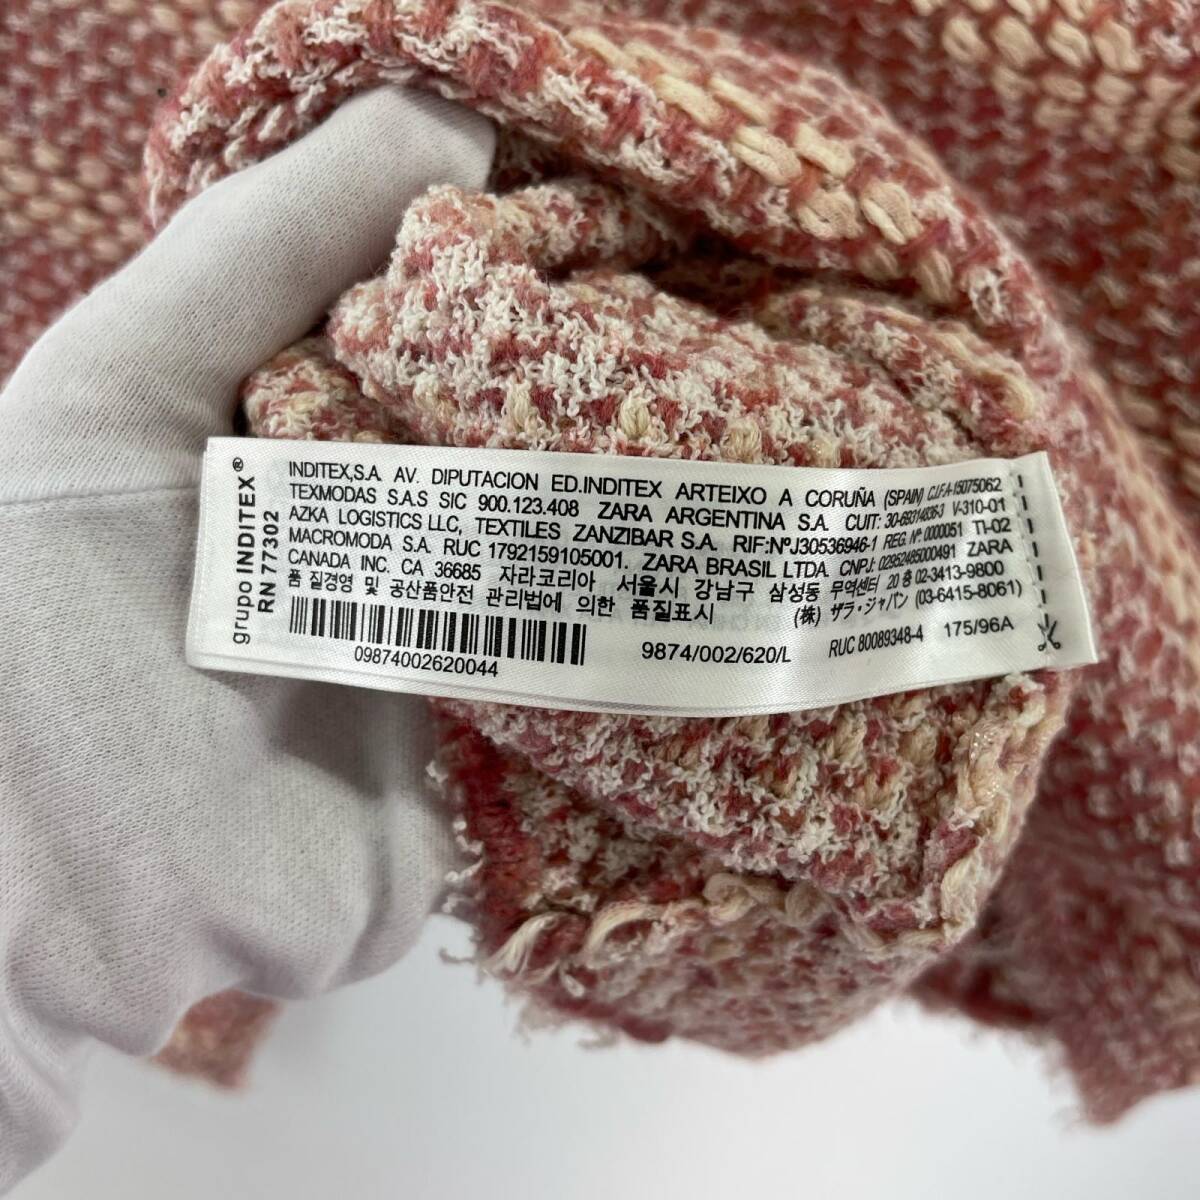 grupo INDITEX®
RN 77302
INDITEX,S.A. AV. DIPUTACION ED.INDITEX ARTEIXO A CORUÑA (SPAIN) C.I.F.A-15075062
TEXMODAS S.A.S SIC 900.123.408 ZARA ARGENTINA S.A. CUIT: 30-69314836-3 V-310-01
AZKA LOGISTICS LLC, TEXTILES ZANZIBAR S.A. RIF:NºJ30536946-1 REG. Nº: 0000051 TI-02
MACROMODA S.A. RUC 1792159105001. ZARA BRASIL LTDA. CNPJ: 02952485000491 ZARA
CANADA INC. CA 36685 자라코리아 서울시 강남구 삼성동 무역센터 20 층 02-3413-9800
품 질경영 및 공산품안전 관리법에 의한 품질표시 (株) ザラ・ジャパン (03-6415-8061)
09874002620044
9874/002/620/L RUC 80089348-4 175/96A